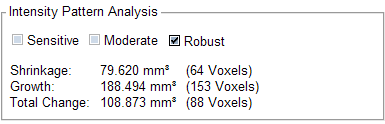 Intensity Pattern Analysis
Sensitive Moderate Robust
Shrinkage: 79.620 mm³ (64 Voxels)
Growth: 188.494 mm³ (153 Voxels)
Total Change: 108.873 mm³ (88 Voxels)